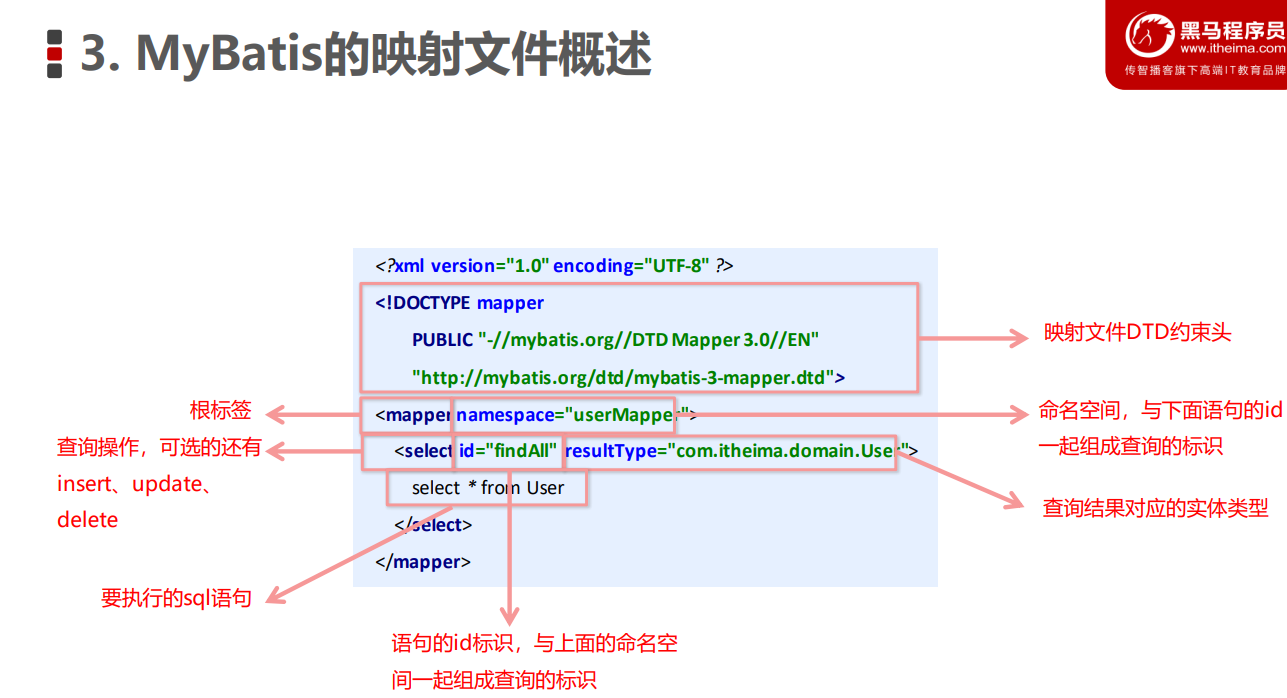 3. MyBatis的映射文件概述
黑马程序员
www.itheima.com
传智播客旗下高端IT教育品牌
<?xml version="1.0" encoding="UTF-8" ?>
<!DOCTYPE mapper
PUBLIC "-//mybatis.org//DTD Mapper 3.0//EN"
"http://mybatis.org/dtd/mybatis-3-mapper.dtd">
<mapper namespace="userMapper">
<select id="findAll" resultType="com.itheima.domain.User">
select * from User
</select>
</mapper>
映射文件DTD约束头
根标签
命名空间，与下面语句的id
一起组成查询的标识
查询操作，可选的还有
insert、update、
delete
查询结果对应的实体类型
要执行的sql语句
语句的id标识，与上面的命名空
间一起组成查询的标识